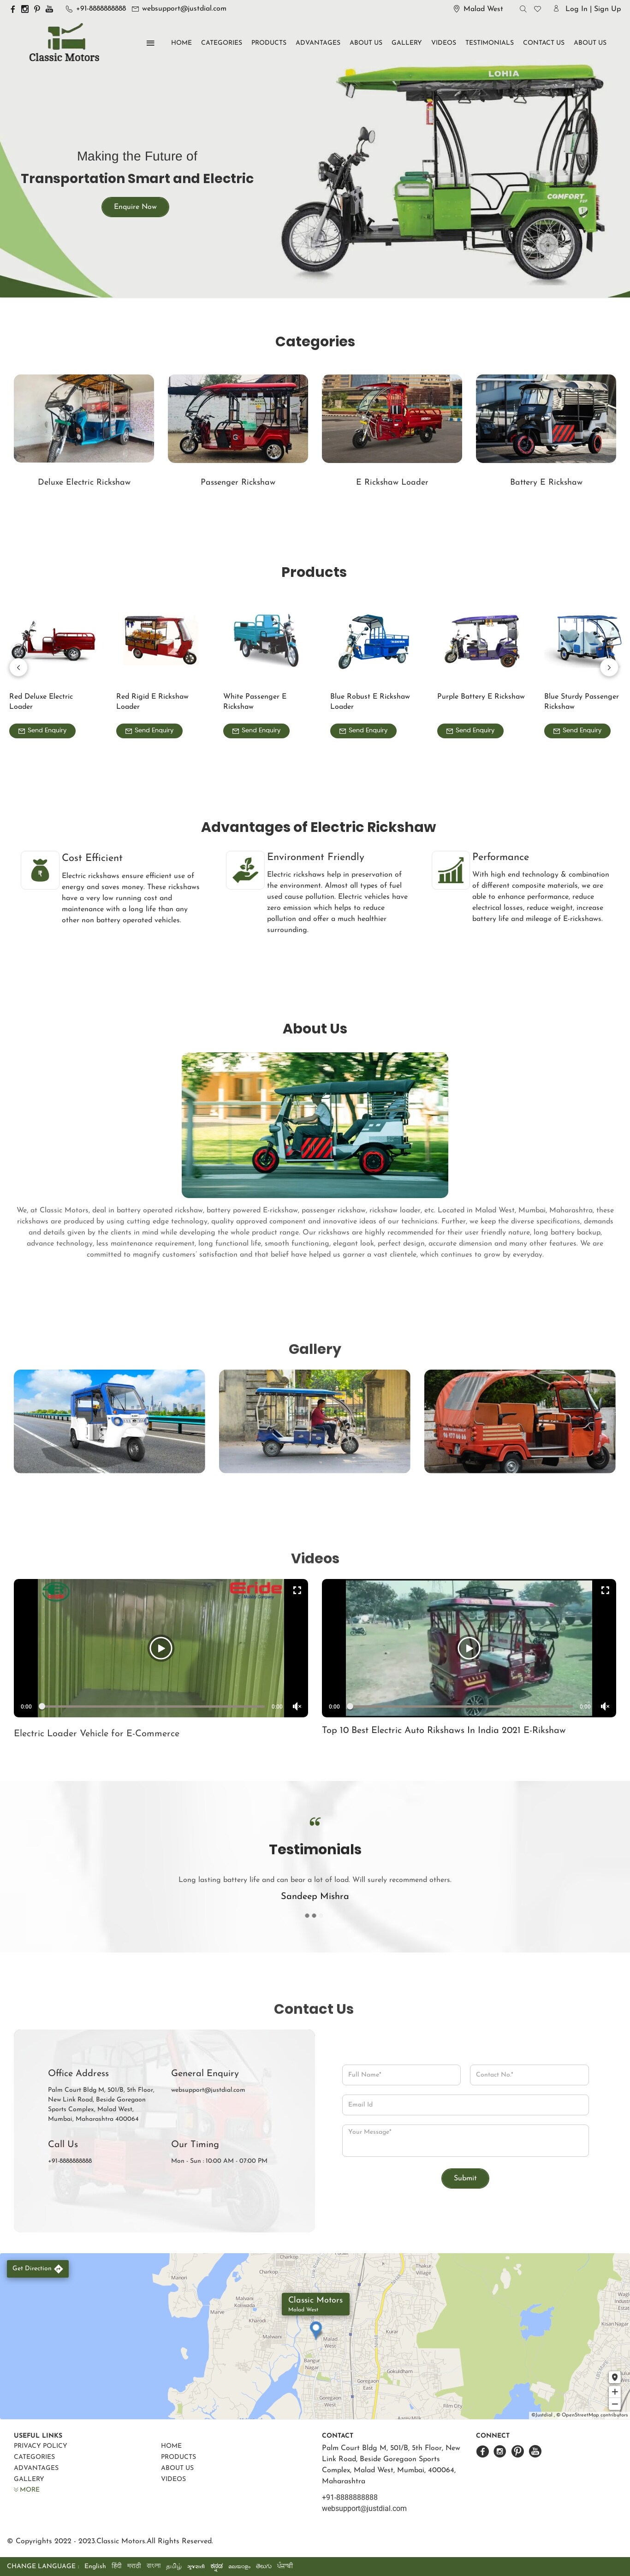 +91-8888888888 websupport@justdial.com Malad West Log In | Sign Up
Classic Motors
HOME CATEGORIES PRODUCTS ADVANTAGES ABOUT US GALLERY VIDEOS TESTIMONIALS CONTACT US ABOUT US
LOHIA
COMFORT
Making the Future of
Transportation Smart and Electric
Enquire Now
Categories
Deluxe Electric Rickshaw Passenger Rickshaw E Rickshaw Loader Battery E Rickshaw
Products
Red Deluxe Electric
Loader
Send Enquiry
Red Rigid E Rickshaw
Loader
Send Enquiry
White Passenger E
Rickshaw
Send Enquiry
Blue Robust E Rickshaw
Loader
Send Enquiry
Purple Battery E Rickshaw
Send Enquiry
Blue Sturdy Passenger
Rickshaw
Send Enquiry
Advantages of Electric Rickshaw
Cost Efficient
Electric rickshaws ensure efficient use of
energy and saves money. These rickshaws
have a very low running cost and
maintenance with a long life than any
other non battery operated vehicles.
Environment Friendly
Electric rickshaws help in preservation of
the environment. Almost all types of fuel
used cause pollution. Electric vehicles have
zero emission which helps to reduce
pollution and offer a much healthier
surrounding.
Performance
With high end technology & combination
of different composite materials, we are
able to enhance performance, reduce
electrical losses, reduce weight, increase
battery life and mileage of E-rickshaws.
About Us
We, at Classic Motors, deal in battery operated rickshaw, battery powered E-rickshaw, passenger rickshaw, rickshaw loader, etc. Located in Malad West, Mumbai, Maharashtra, these
rickshaws are produced by using cutting edge technology, quality approved component and innovative ideas of our technicians. Further, we keep the diverse specifications, demands
and details given by the clients in mind while developing the whole product range. Our rickshaws are highly recommended for their user friendly nature, long battery backup,
advance technology, less maintenance requirement, long functional life, smooth functioning, elegant look, perfect design, accurate dimension and many other features. We are
committed to magnify customers' satisfaction and that belief have helped us garner a vast clientele, which continues to grow by everyday.
Gallery
Videos
0:00 0:00
0:00 0:00
Electric Loader Vehicle for E-Commerce
Top 10 Best Electric Auto Rikshaws In India 2021 E-Rikshaw
Testimonials
Long lasting battery life and can bear a lot of load. Will surely recommend others.
Sandeep Mishra
Contact Us
Office Address
Palm Court Bldg M, 501/B, 5th Floor,
New Link Road, Beside Goregaon
Sports Complex, Malad West,
Mumbai, Maharashtra 400064
General Enquiry
websupport@justdial.com
Call Us
+91-8888888888
Our Timing
Mon - Sun : 10:00 AM - 07:00 PM
Full Name*
Contact No.*
Email Id
Your Message*
Submit
Get Direction
Classic Motors
Malad West
Charkop
Charkop
Manori
Marve
Kharodi
Malwani
Malad
West
Bangur
Nagar
Goregaon
West
Goregaon
East
Gokuldham
Kurar
Thakur
Village
Film City
©Justdial , © OpenStreetMap contributors
USEFUL LINKS
PRIVACY POLICY
CATEGORIES
ADVANTAGES
GALLERY
MORE
HOME
PRODUCTS
ABOUT US
VIDEOS
CONTACT
Palm Court Bldg M, 501/B, 5th Floor, New
Link Road, Beside Goregaon Sports
Complex, Malad West, Mumbai, 400064,
Maharashtra
+91-8888888888
websupport@justdial.com
CONNECT
© Copyrights 2022 - 2023.Classic Motors.All Rights Reserved.
CHANGE LANGUAGE : English हिंदी मराठी বাংলা தமிழ் ગુજરાતી ಕನ್ನಡ മലയാളം తెలుగు ਪੰਜਾਬੀ